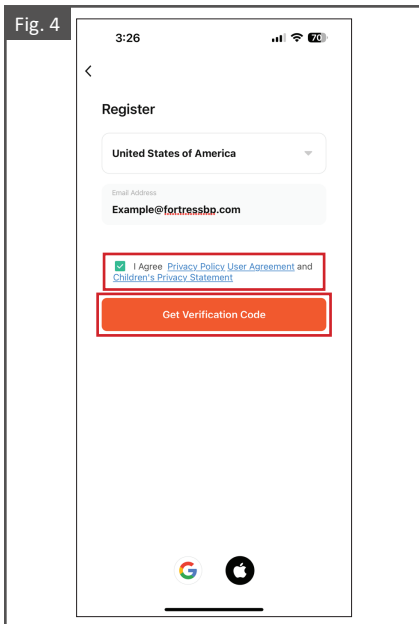 Fig. 4
3:26
70
Register
United States of America
Email Address
Example@fortressbp.com
I Agree Privacy Policy User Agreement and
Children's Privacy Statement
Get Verification Code